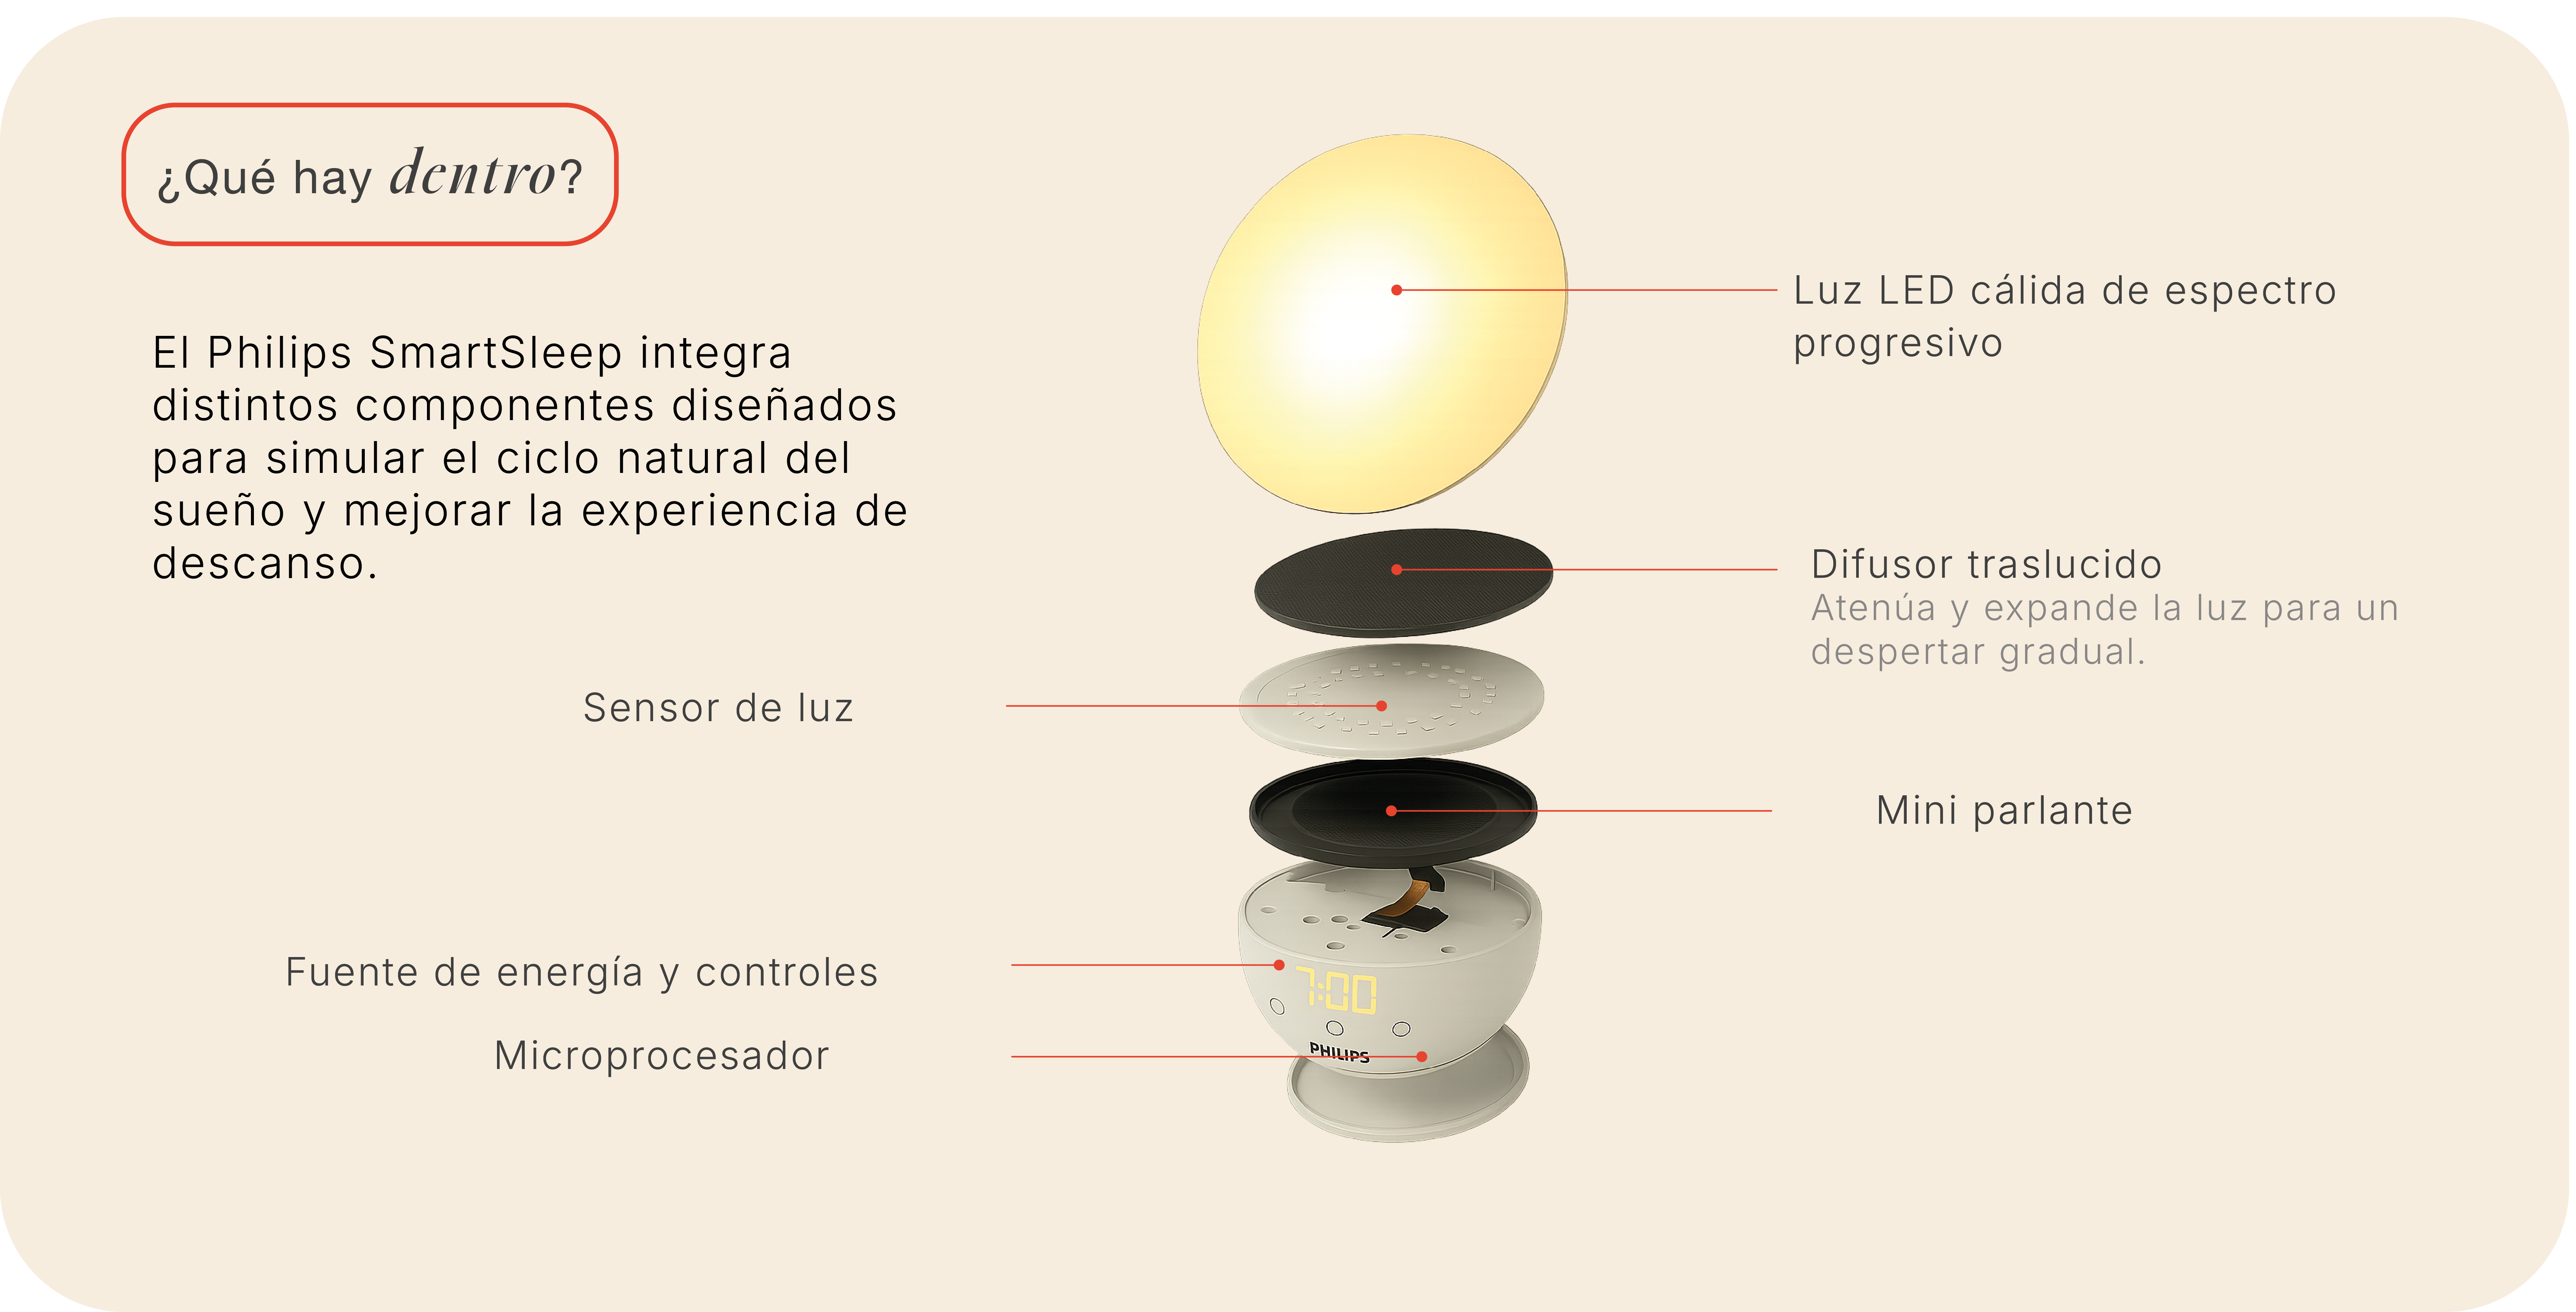 ¿Qué hay dentro?
El Philips SmartSleep integra
distintos componentes diseñados
para simular el ciclo natural del
sueño y mejorar la experiencia de
descanso.
Luz LED cálida de espectro
progresivo
Difusor traslucido
Atenúa y expande la luz para un
despertar gradual.
Sensor de luz
Mini parlante
Fuente de energía y controles
7:00
Microprocesador
PHILIPS